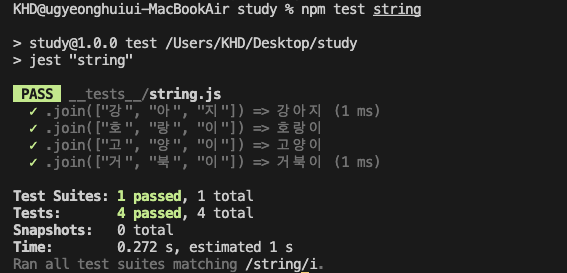 KHD@ugyeonghuiui-MacBookAir study % npm test string
> study@1.0.0 test /Users/KHD/Desktop/study
> jest "string"
PASS __tests__/string.js
✓ .join(["강", "아", "지"]) => 강아지 (1 ms)
✓ .join(["호", "랑", "이"]) => 호랑이
✓ .join(["고", "양", "이"]) => 고양이
✓ .join(["거", "북", "이"]) => 거북이 (1 ms)
Test Suites: 1 passed, 1 total
Tests: 4 passed, 4 total
Snapshots: 0 total
Time: 0.272 s, estimated 1 s
Ran all test suites matching /string/i.